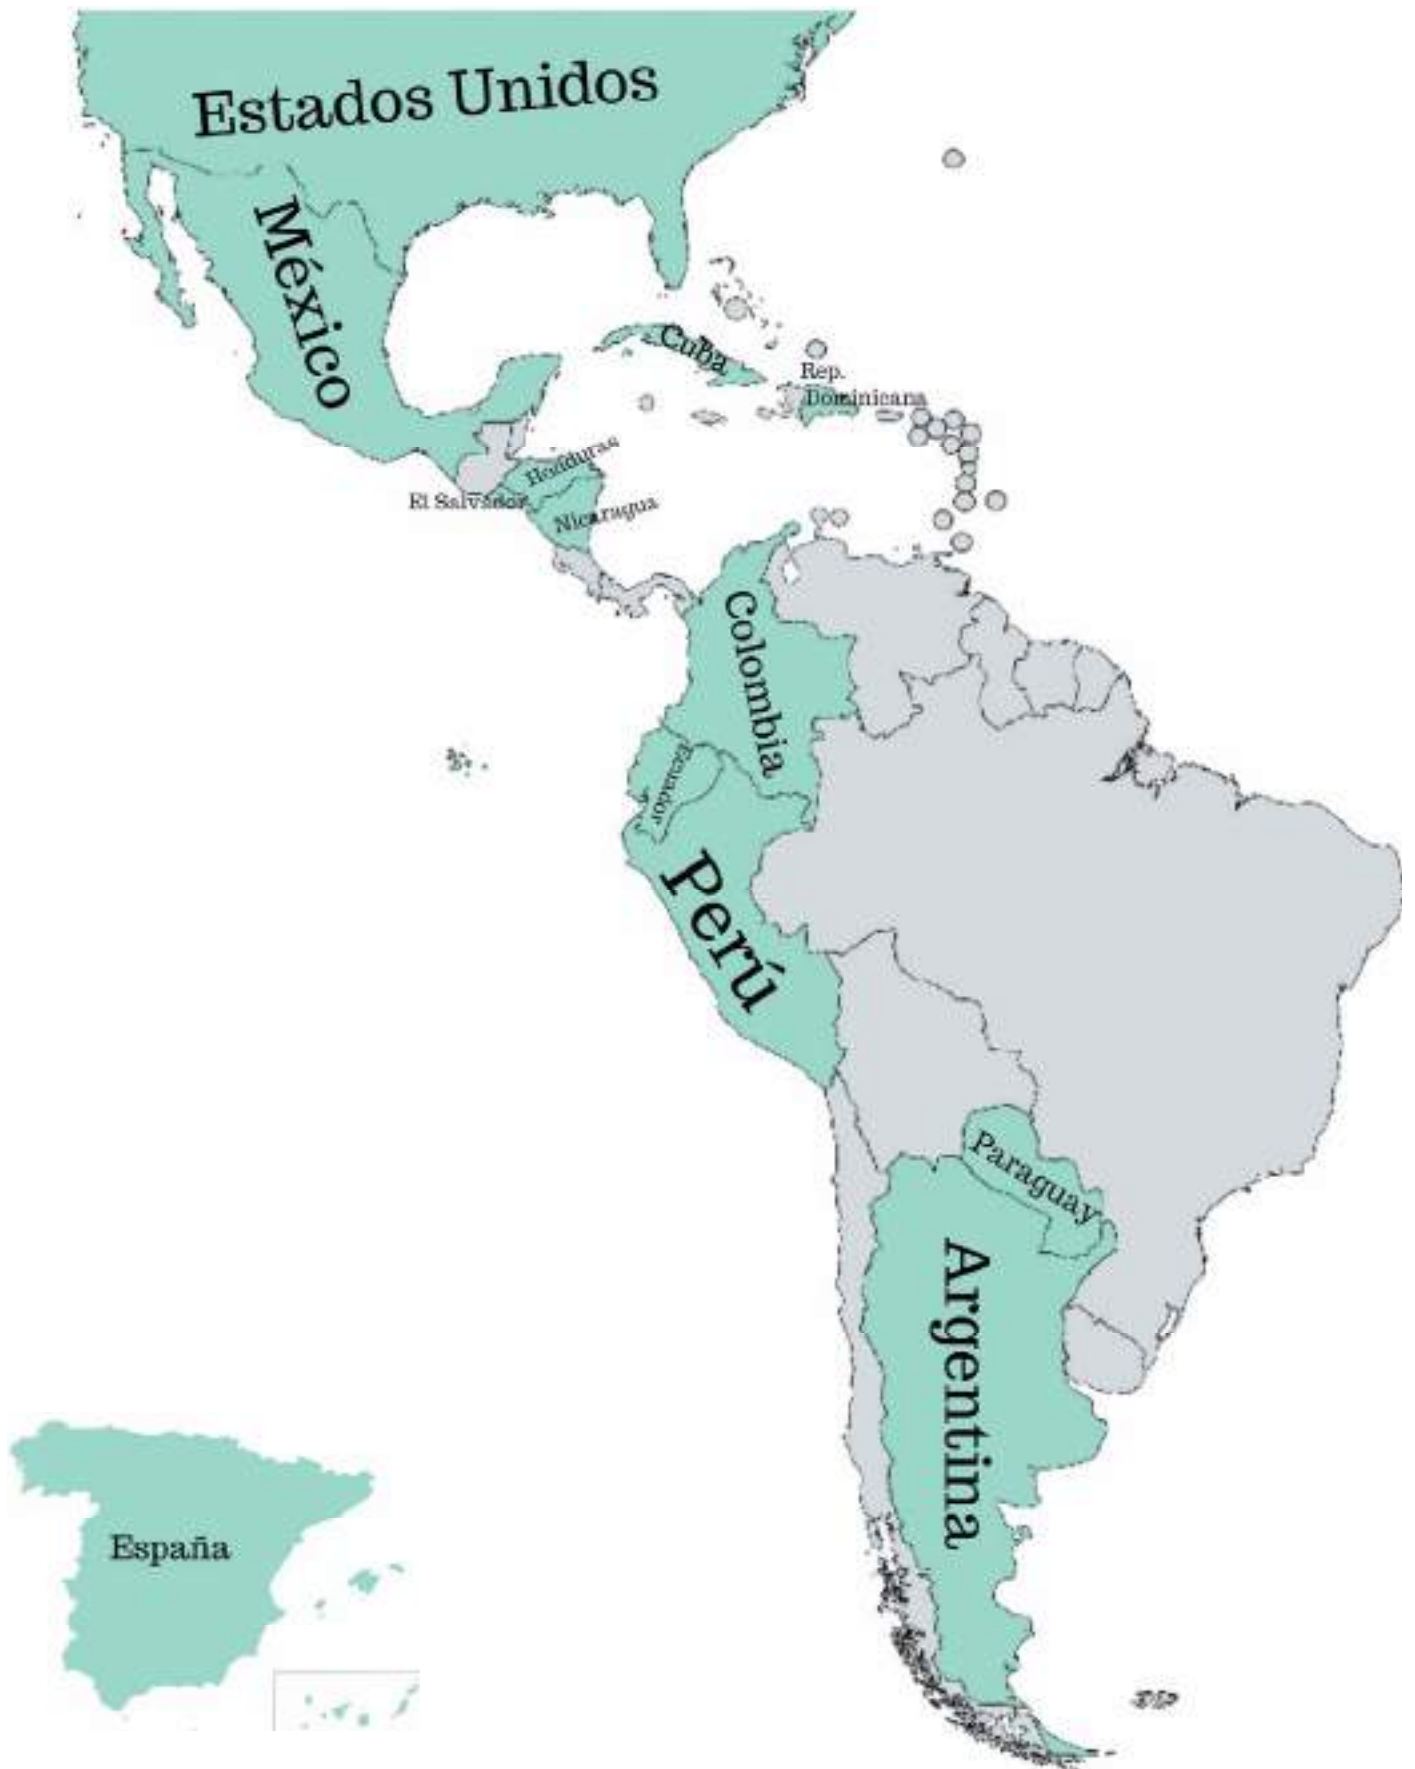 Estados Unidos
México
Cuba
Rep.
Dominicana
Honduras
El Salvador
Nicaragua
Colombia
Ecuador
Perú
Paraguay
Argentina
España